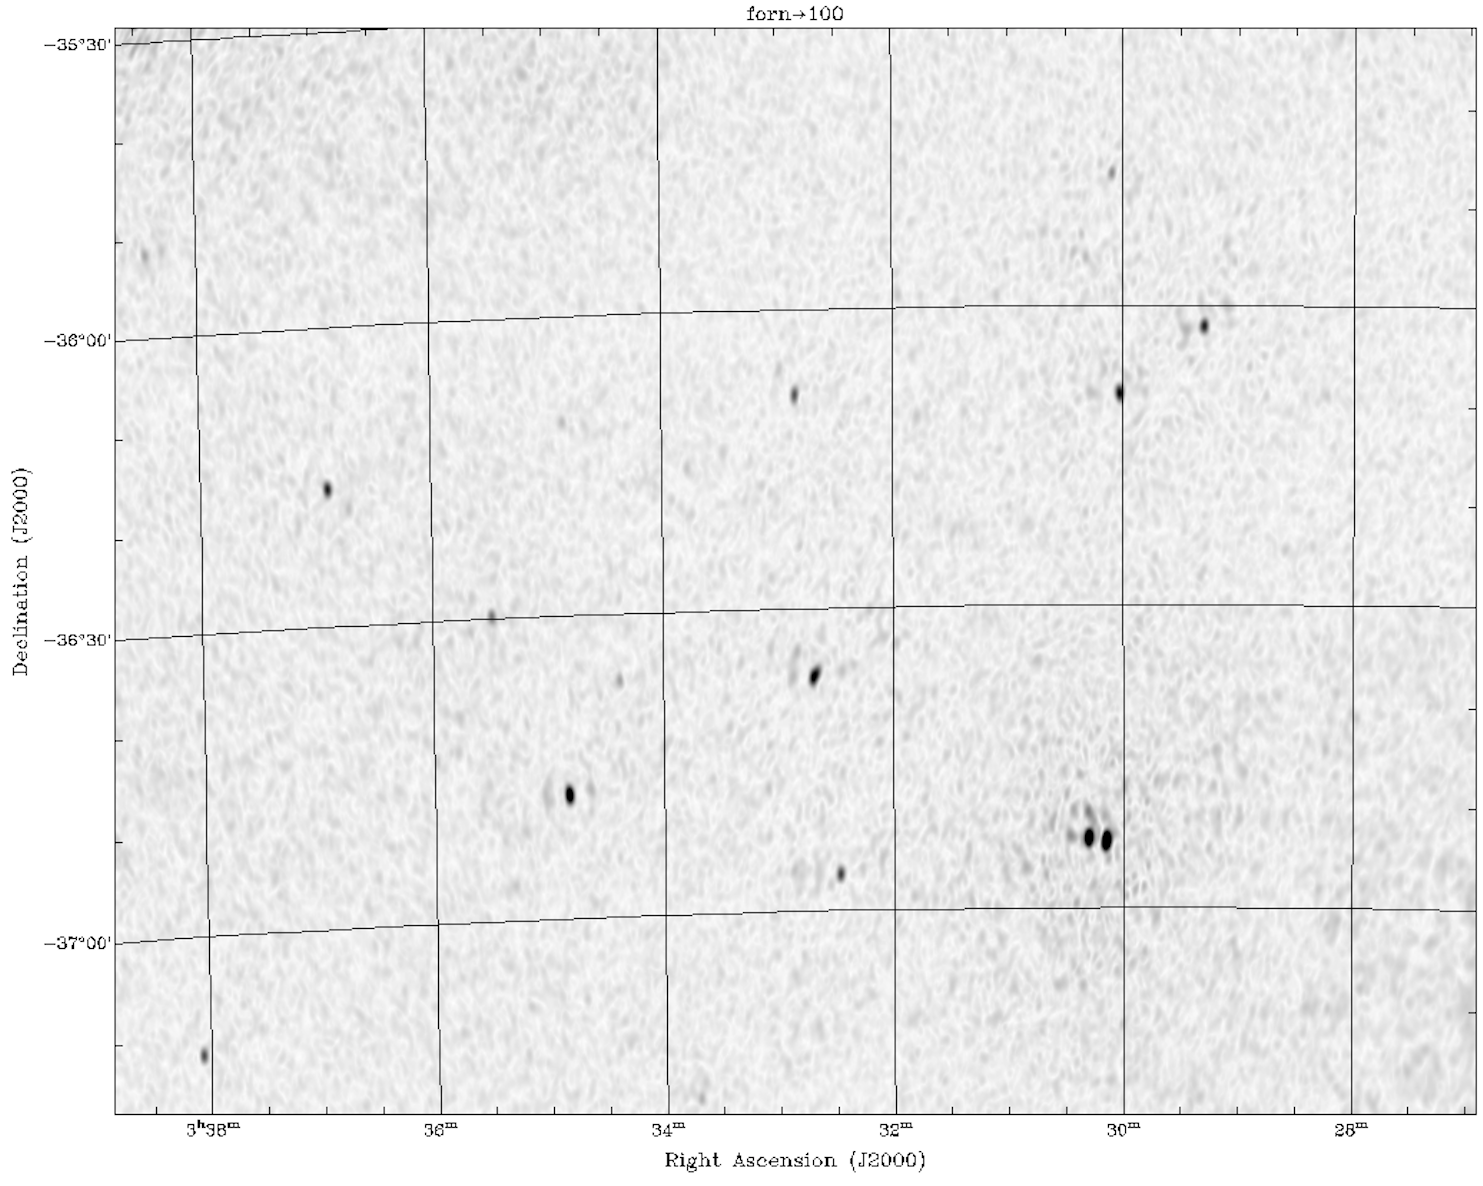 forn→100
−35°30'
−36°00'
−36°30'
−37°00'
Declination (J2000)
3ʰ38ᵐ 36ᵐ 34ᵐ 32ᵐ 30ᵐ 28ᵐ
Right Ascension (J2000)